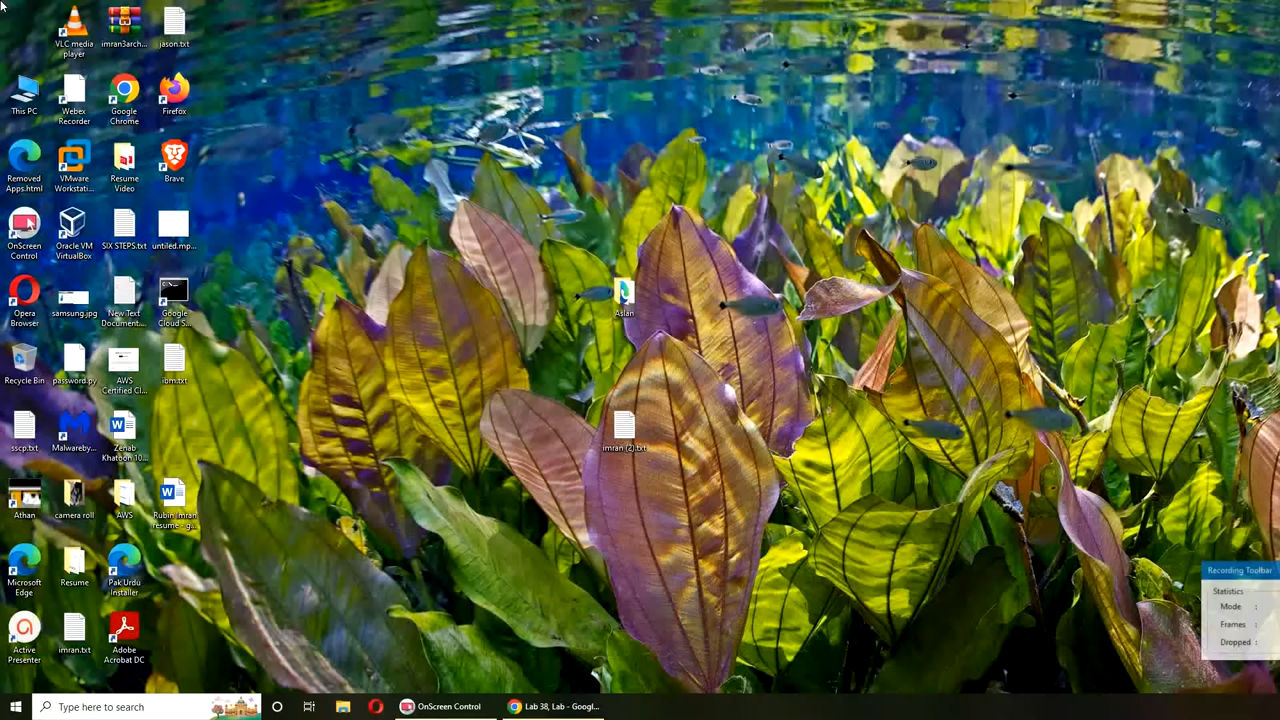 VLC media
player
imran3arch...
jason.txt
This PC
Webex
Recorder
Google
Chrome
Firefox
Removed
Apps.html
VMware
Workstati...
Resume
Video
Brave
OnScreen
Control
Oracle VM
VirtualBox
SIX STEPS.txt
untiled.mp...
Opera
Browser
samsung.jpg
New Text
Document...
Google
Cloud S...
Aslan
Recycle Bin
password.py
AWS
Certified Cl...
ibm.txt
sscp.txt
Malwareby...
Zenab
Khatoon 10...
imran (2).txt
Athan
camera roll
AWS
Rubin imran
resume - g...
Microsoft
Edge
Resume
Pak Urdu
Installer
Active
Presenter
imran.txt
Adobe
Acrobat DC
Recording Toolbar
Statistics
Mode :
Frames :
Dropped :
Type here to search
OnScreen Control
Lab 38, Lab - Googl...